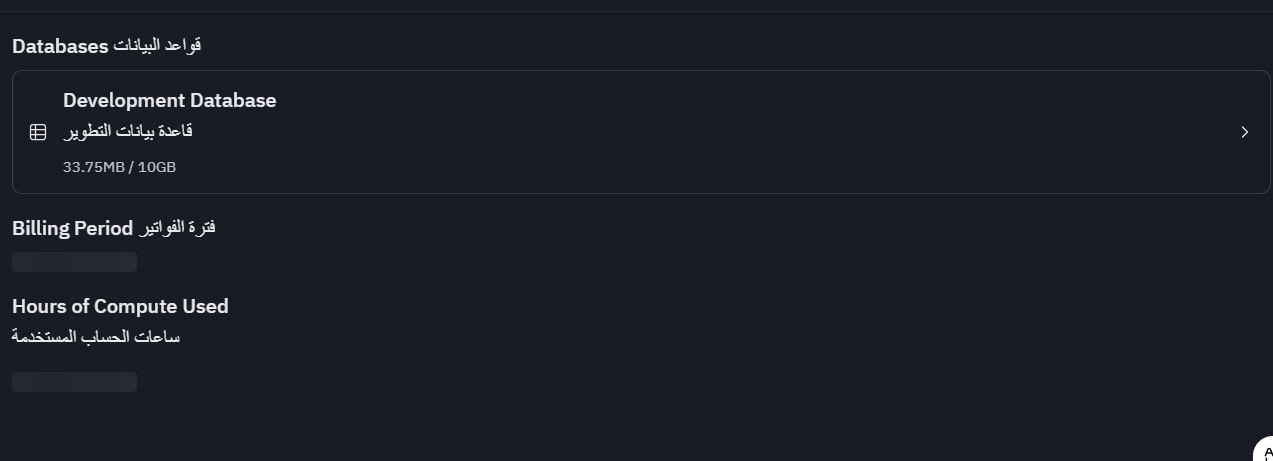 Databases قواعد البيانات
Development Database
قاعدة بيانات التطوير
33.75MB / 10GB
Billing Period فترة الفواتير
Hours of Compute Used
ساعات الحساب المستخدمة